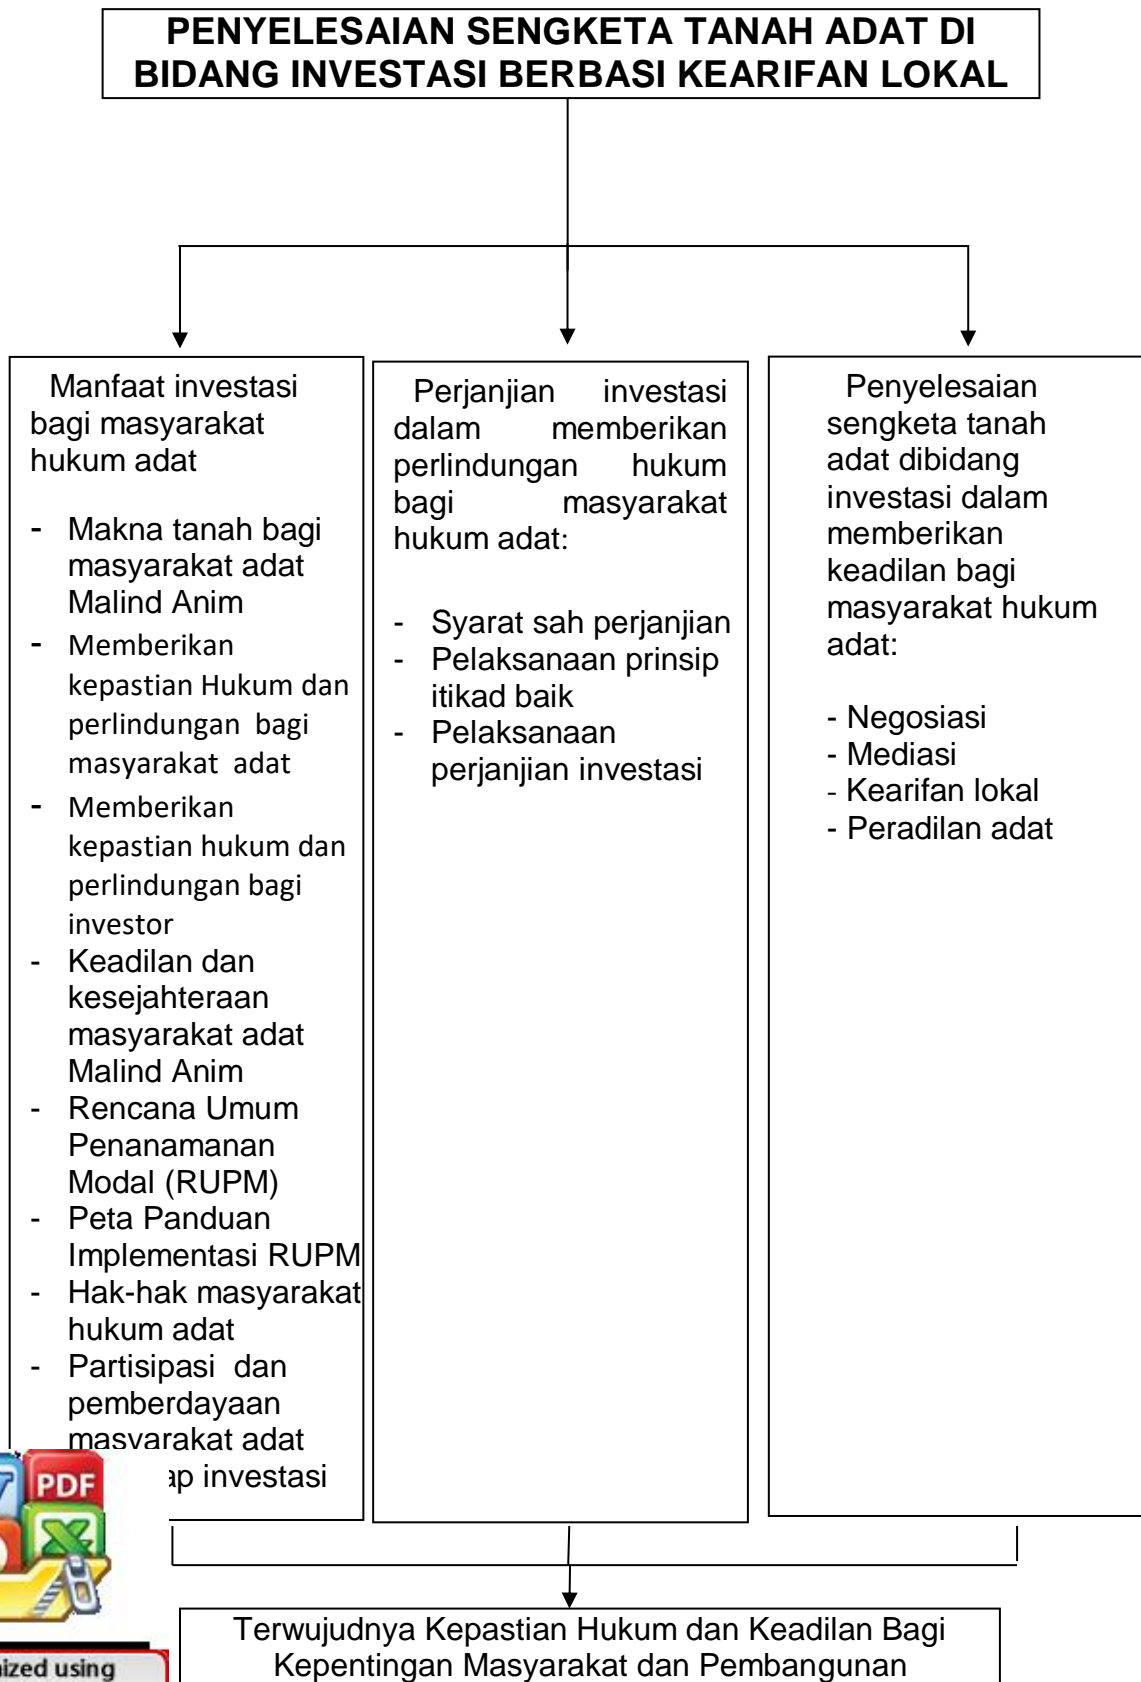 PENYELESAIAN SENGKETA TANAH ADAT DI
BIDANG INVESTASI BERBASI KEARIFAN LOKAL
Manfaat investasi
bagi masyarakat
hukum adat
- Makna tanah bagi
masyarakat adat
Malind Anim
- Memberikan
kepastian Hukum dan
perlindungan bagi
masyarakat adat
- Memberikan
kepastian hukum dan
perlindungan bagi
investor
- Keadilan dan
kesejahteraan
masyarakat adat
Malind Anim
- Rencana Umum
Penanamanan
Modal (RUPM)
- Peta Panduan
Implementasi RUPM
- Hak-hak masyarakat
hukum adat
- Partisipasi dan
pemberdayaan
masyarakat adat
ap investasi
Perjanjian investasi
dalam memberikan
perlindungan hukum
bagi masyarakat
hukum adat:
- Syarat sah perjanjian
- Pelaksanaan prinsip
itikad baik
- Pelaksanaan
perjanjian investasi
Penyelesaian
sengketa tanah
adat dibidang
investasi dalam
memberikan
keadilan bagi
masyarakat hukum
adat:
- Negosiasi
- Mediasi
- Kearifan lokal
- Peradilan adat
PDF
Terwujudnya Kepastian Hukum dan Keadilan Bagi
Kepentingan Masyarakat dan Pembangunan
ized using